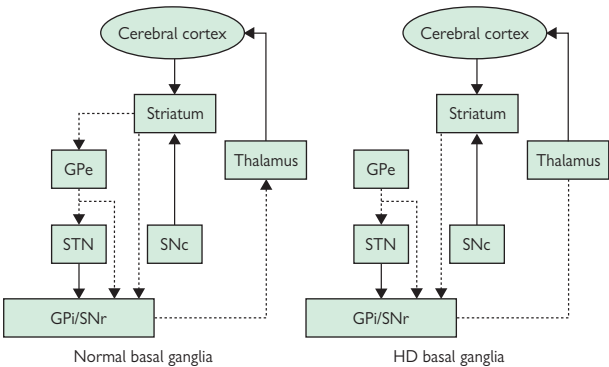 Cerebral cortex
Striatum
GPe
Thalamus
STN
SNc
GPi/SNr
Normal basal ganglia
Cerebral cortex
Striatum
GPe
Thalamus
STN
SNc
GPi/SNr
HD basal ganglia